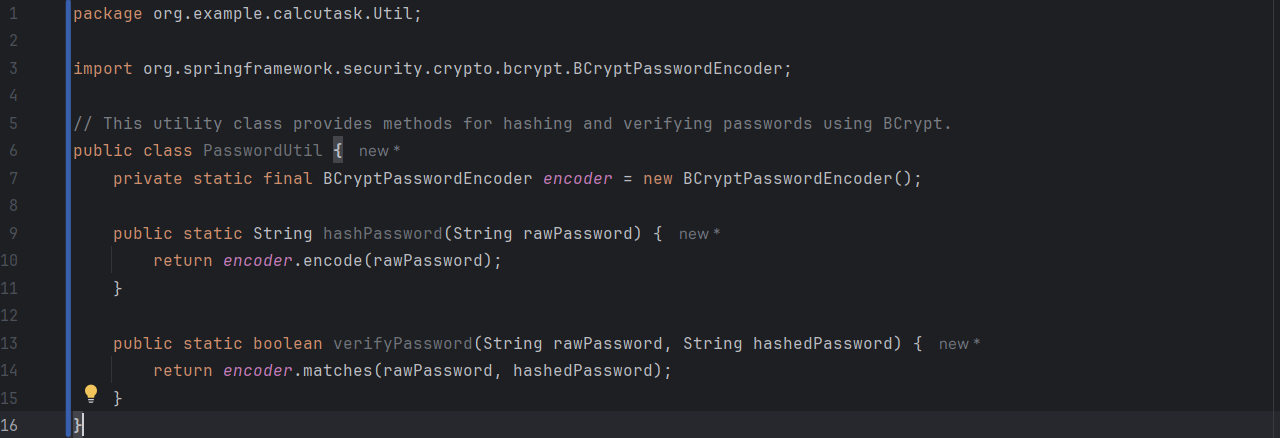 1 package org.example.calcutask.Util;
2
3 import org.springframework.security.crypto.bcrypt.BCryptPasswordEncoder;
4
5 // This utility class provides methods for hashing and verifying passwords using BCrypt.
6 public class PasswordUtil { new *
7     private static final BCryptPasswordEncoder encoder = new BCryptPasswordEncoder();
8
9     public static String hashPassword(String rawPassword) { new *
10         return encoder.encode(rawPassword);
11     }
12
13     public static boolean verifyPassword(String rawPassword, String hashedPassword) { new *
14         return encoder.matches(rawPassword, hashedPassword);
15     }
16 }